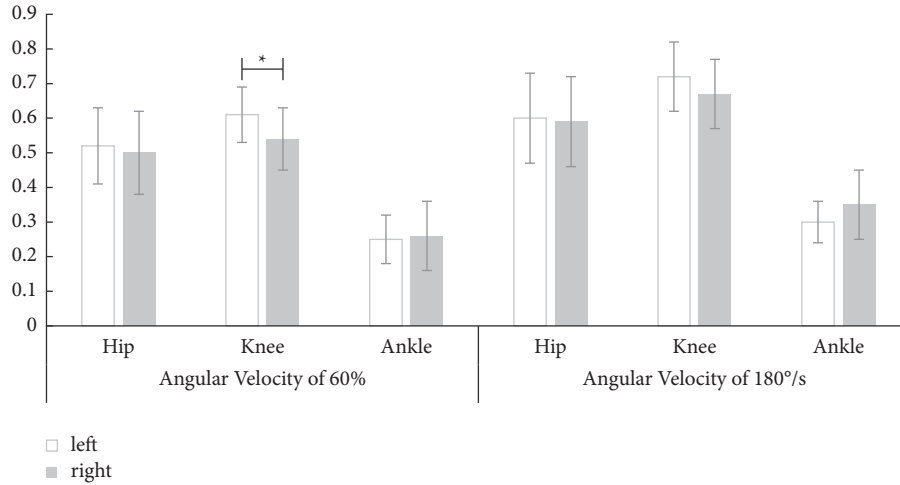 0.9
0.8
0.7
0.6
0.5
0.4
0.3
0.2
0.1
0
*
Hip Knee Ankle Hip Knee Ankle
Angular Velocity of 60% Angular Velocity of 180°/s
left
right